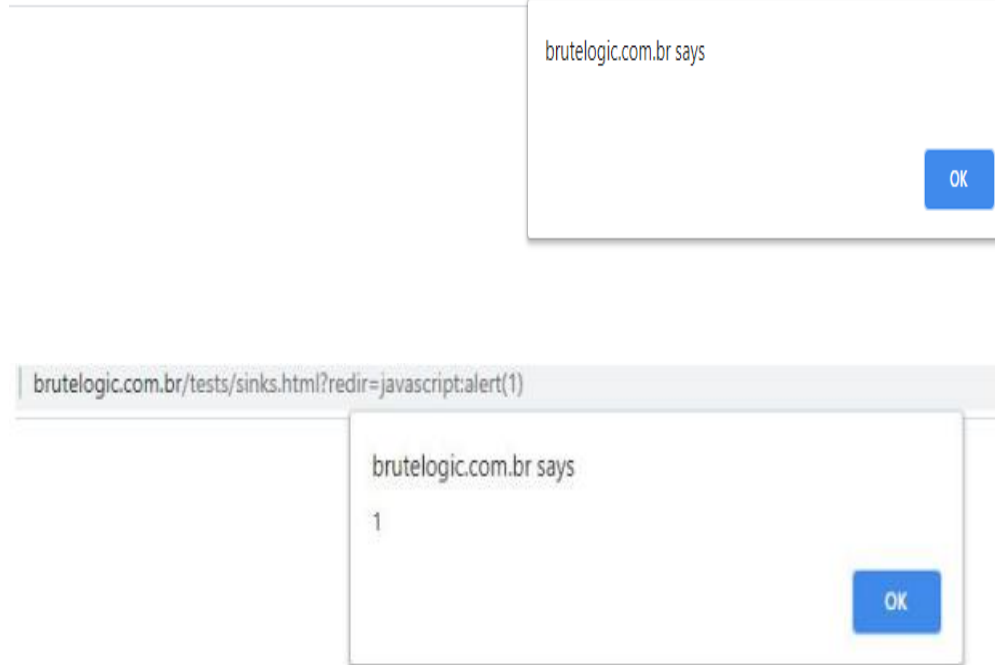 brutelogic.com.br says
OK
brutelogic.com.br/tests/sinks.html?redir=javascript:alert(1)
brutelogic.com.br says
1
OK